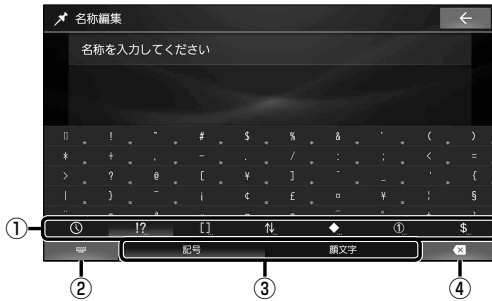 名称編集
名称を入力してください
! " # $ % & ' ( )
* + , - . / : ; < =
> ? @ [ ¥ ] ^ _ ` {
| } ~ ¡ ¢ £ ¤ ¥ ¦ §
① !? [ ] ⇅ ◆ ① $
記号 顔文字
② ③ ④